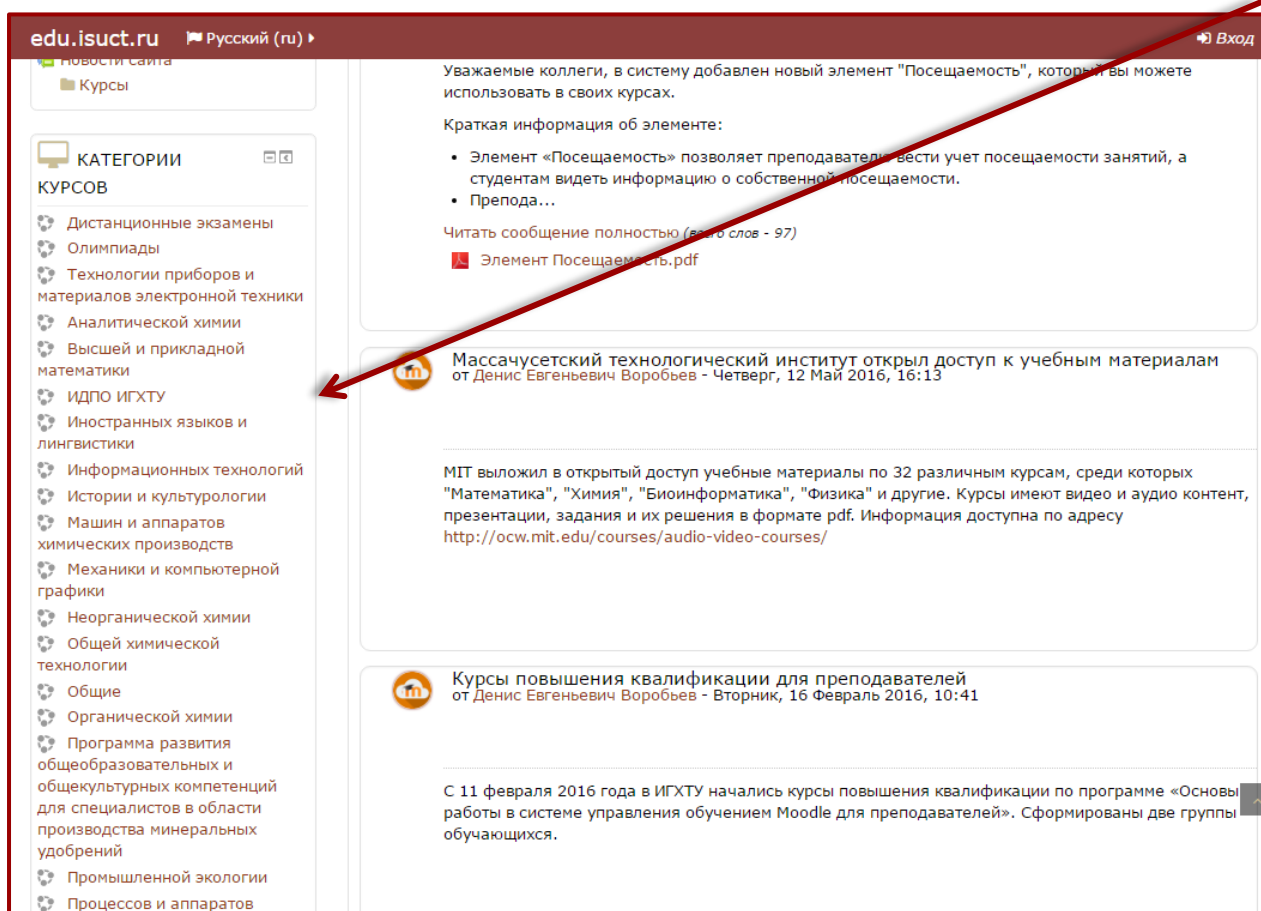 edu.isuct.ru Русский (ru) Вход
Новости сайта
Курсы
КАТЕГОРИИ
КУРСОВ
Дистанционные экзамены
Олимпиады
Технологии приборов и
материалов электронной техники
Аналитической химии
Высшей и прикладной
математики
ИДПО ИГХТУ
Иностранных языков и
лингвистики
Информационных технологий
Истории и культурологии
Машин и аппаратов
химических производств
Механики и компьютерной
графики
Неорганической химии
Общей химической
технологии
Общие
Органической химии
Программа развития
общеобразовательных и
общекультурных компетенций
для специалистов в области
производства минеральных
удобрений
Промышленной экологии
Процессов и аппаратов
Уважаемые коллеги, в систему добавлен новый элемент "Посещаемость", который вы можете
использовать в своих курсах.
Краткая информация об элементе:
• Элемент «Посещаемость» позволяет преподавателю вести учет посещаемости занятий, а
студентам видеть информацию о собственной посещаемости.
• Препода...
Читать сообщение полностью (всего слов - 97)
Элемент Посещаемость.pdf
Массачусетский технологический институт открыл доступ к учебным материалам
от Денис Евгеньевич Воробьев - Четверг, 12 Май 2016, 16:13
MIT выложил в открытый доступ учебные материалы по 32 различным курсам, среди которых
"Математика", "Химия", "Биоинформатика", "Физика" и другие. Курсы имеют видео и аудио контент,
презентации, задания и их решения в формате pdf. Информация доступна по адресу
http://ocw.mit.edu/courses/audio-video-courses/
Курсы повышения квалификации для преподавателей
от Денис Евгеньевич Воробьев - Вторник, 16 Февраль 2016, 10:41
С 11 февраля 2016 года в ИГХТУ начались курсы повышения квалификации по программе «Основы
работы в системе управления обучением Moodle для преподавателей». Сформированы две группы
обучающихся.